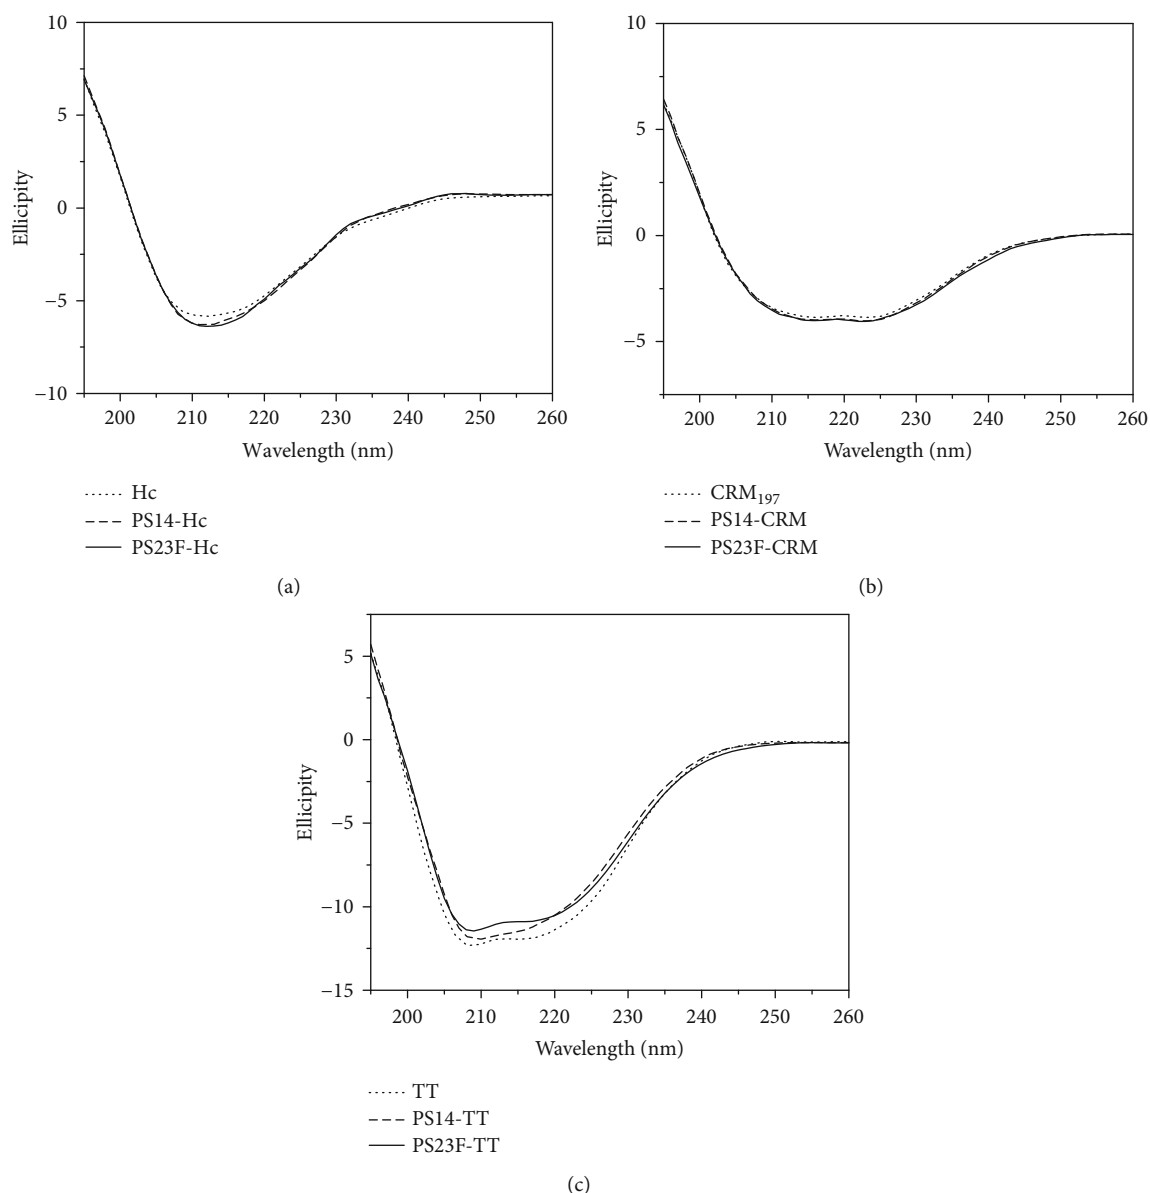 10
5
0
−5
−10
Ellicipity
200 210 220 230 240 250 260
Wavelength (nm)
Hc
PS14-Hc
PS23F-Hc
(a)
10
5
0
−5
Ellicipity
200 210 220 230 240 250 260
Wavelength (nm)
CRM197
PS14-CRM
PS23F-CRM
(b)
5
0
−5
−10
−15
Ellicipity
200 210 220 230 240 250 260
Wavelength (nm)
TT
PS14-TT
PS23F-TT
(c)